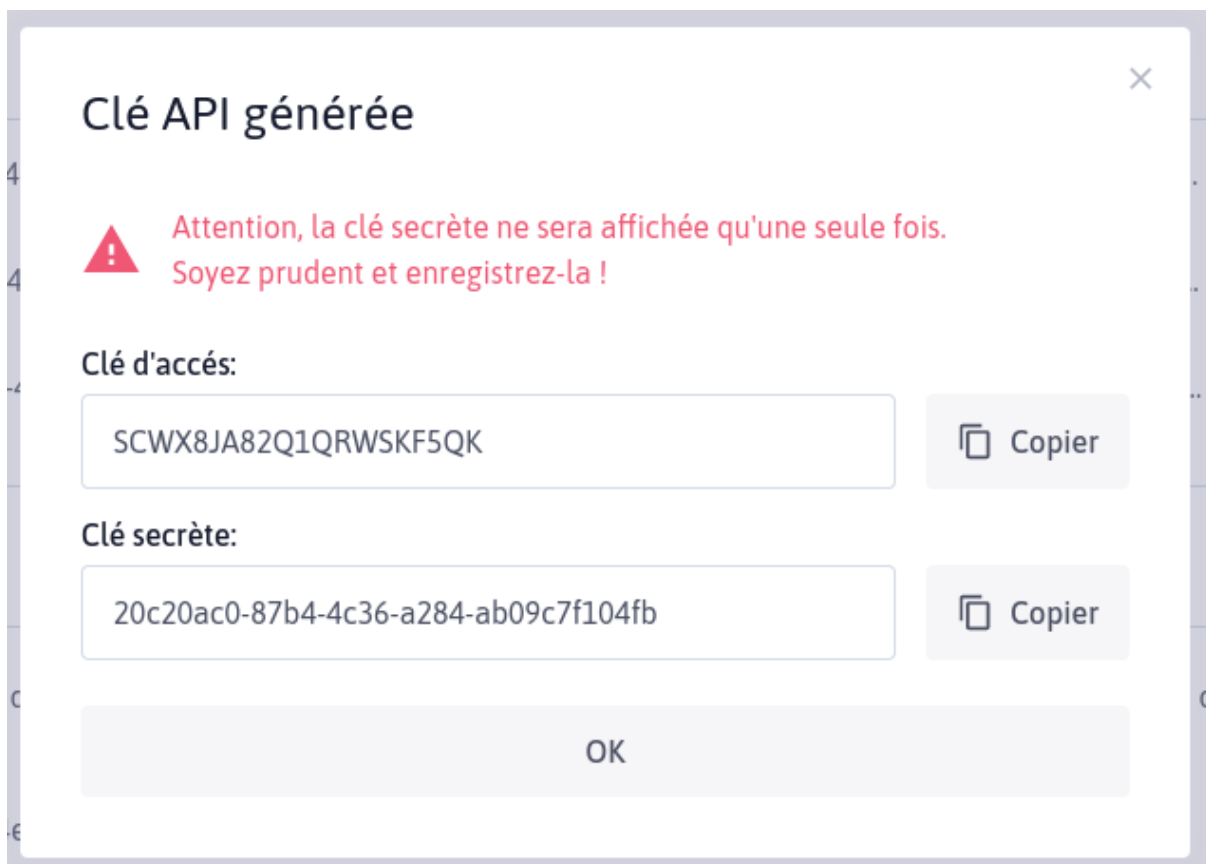 Clé API générée
Attention, la clé secrète ne sera affichée qu'une seule fois.
Soyez prudent et enregistrez-la !
Clé d'accés:
SCWX8JA82Q1QRWSKF5QK
Copier
Clé secrète:
20c20ac0-87b4-4c36-a284-ab09c7f104fb
Copier
OK